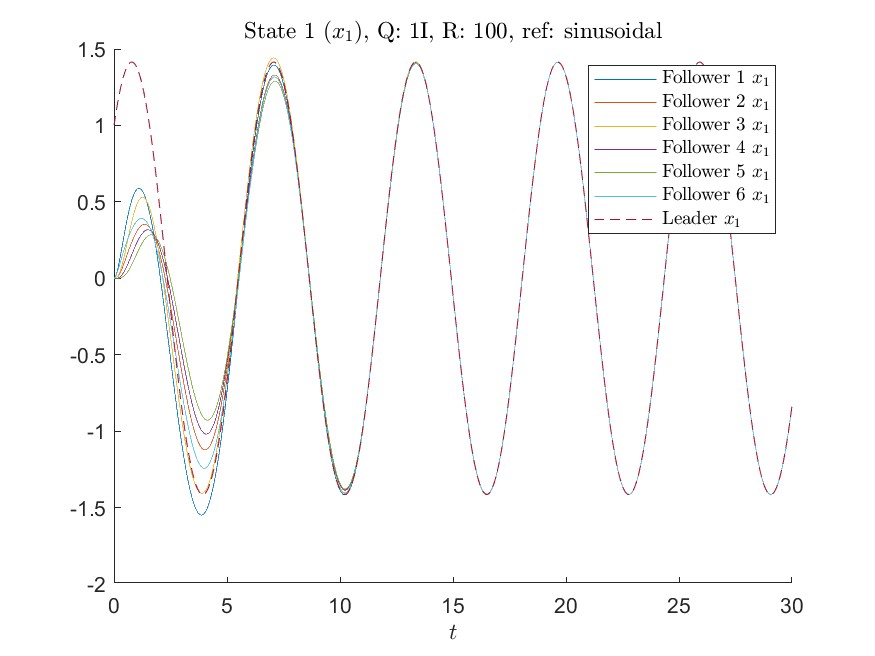 State 1 (x₁), Q: 1I, R: 100, ref: sinusoidal
1.5
1
0.5
0
-0.5
-1
-1.5
-2
0 5 10 15 20 25 30
t
Follower 1 x₁
Follower 2 x₁
Follower 3 x₁
Follower 4 x₁
Follower 5 x₁
Follower 6 x₁
Leader x₁